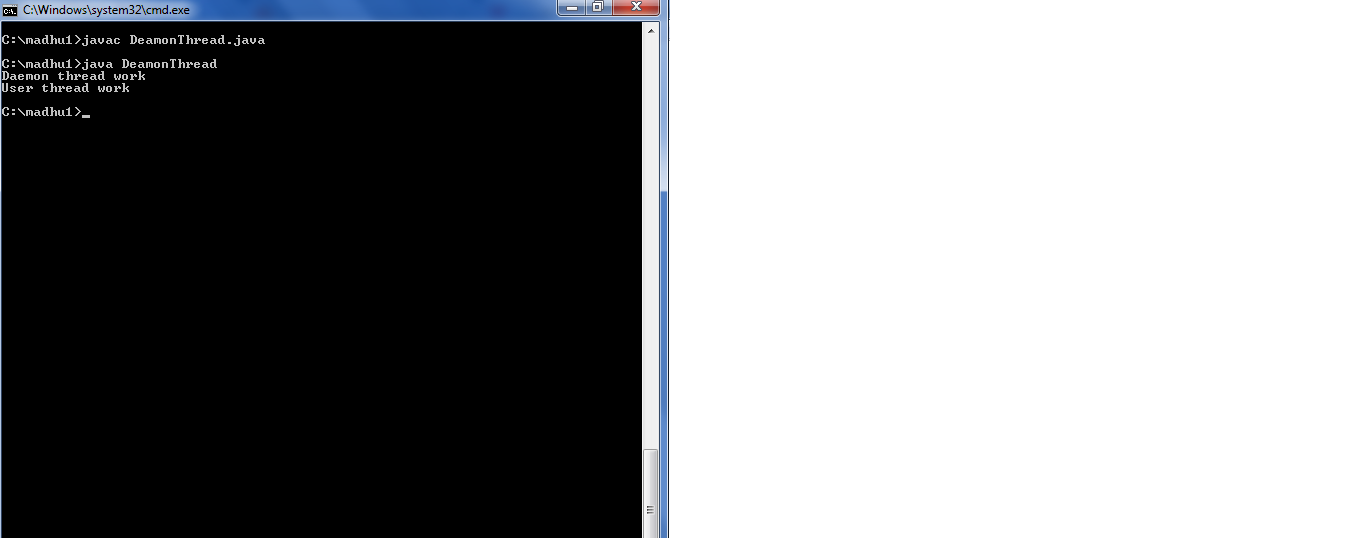 C:\Windows\system32\cmd.exe
C:\madhu1>javac DeamonThread.java
C:\madhu1>java DeamonThread
Daemon thread work
User thread work
C:\madhu1>_